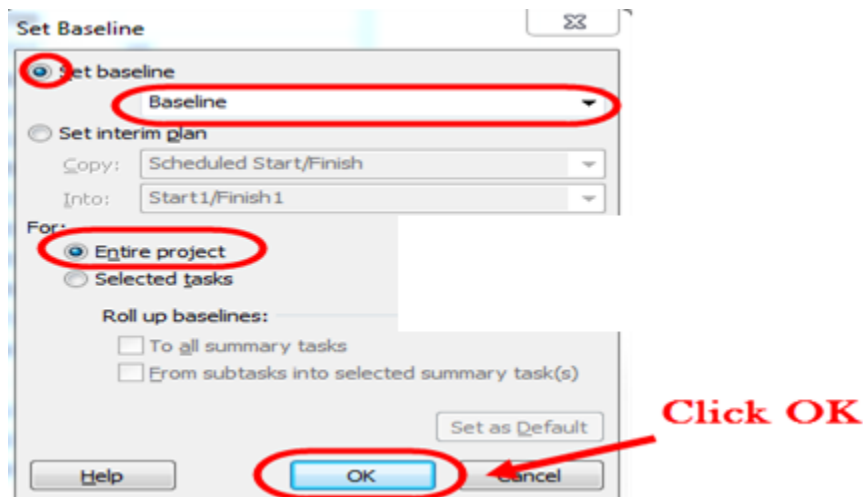 Set Baseline
Set baseline
Baseline
Set interim plan
Copy: Scheduled Start/Finish
Into: Start1/Finish1
For:
Entire project
Selected tasks
Roll up baselines:
To all summary tasks
From subtasks into selected summary task(s)
Set as Default
Click OK
Help OK Cancel